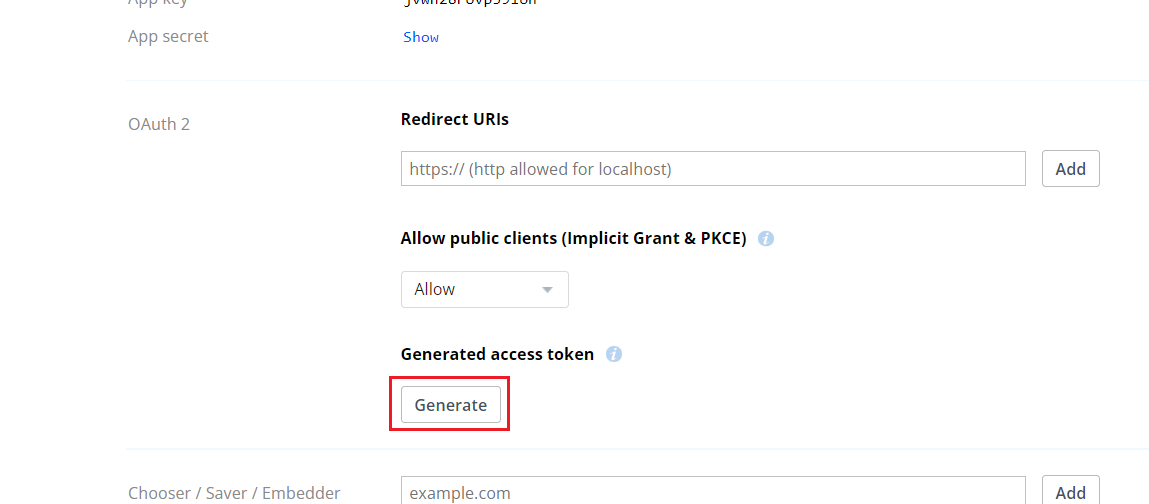 App key
App secret
Show
OAuth 2
Redirect URIs
https:// (http allowed for localhost)
Add
Allow public clients (Implicit Grant & PKCE)
Allow
Generated access token
Generate
Chooser / Saver / Embedder
example.com
Add